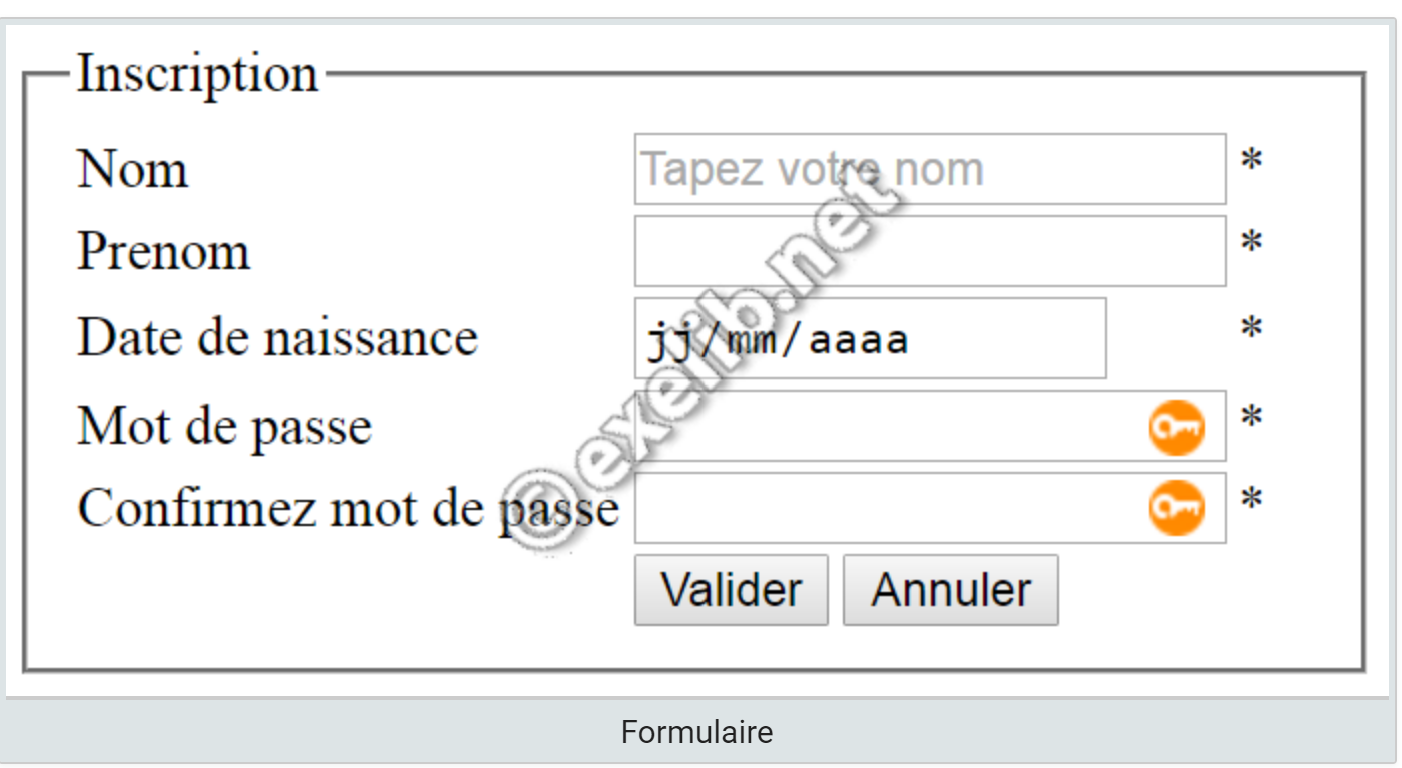 Inscription
Nom Tapez votre nom *
Prenom *
Date de naissance jj/mm/aaaa *
Mot de passe *
Confirmez mot de passe *
Valider Annuler
© exelib.net
Formulaire